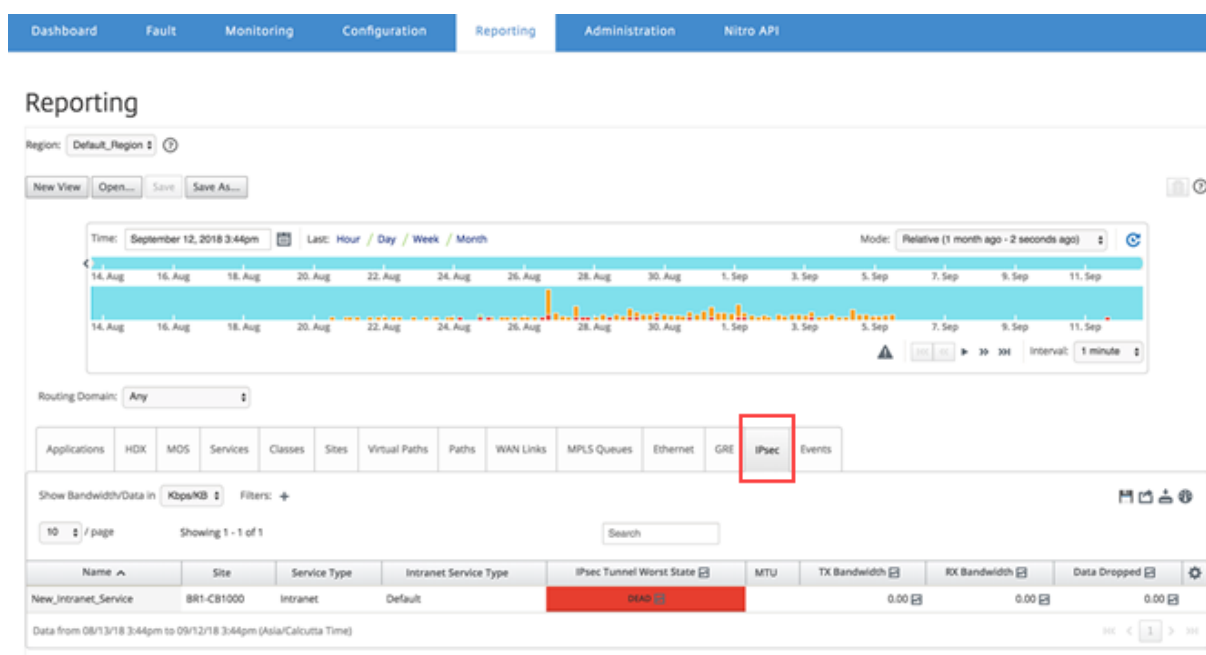 Dashboard Fault Monitoring Configuration Reporting Administration Nitro API
Reporting
Region: Default_Region
New View Open... Save Save As...
Time: September 12, 2018 3:44pm Last: Hour / Day / Week / Month Mode: Relative (1 month ago - 2 seconds ago)
14. Aug 16. Aug 18. Aug 20. Aug 22. Aug 24. Aug 26. Aug 28. Aug 30. Aug 1. Sep 3. Sep 5. Sep 7. Sep 9. Sep 11. Sep
14. Aug 16. Aug 18. Aug 20. Aug 22. Aug 24. Aug 26. Aug 28. Aug 30. Aug 1. Sep 3. Sep 5. Sep 7. Sep 9. Sep 11. Sep
Interval: 1 minute
Routing Domain: Any
Applications HDX MOS Services Classes Sites Virtual Paths Paths WAN Links MPLS Queues Ethernet GRE IPsec Events
Show Bandwidth/Data in Kbps/KB Filters: +
10 / page Showing 1 - 1 of 1 Search
Name Site Service Type Intranet Service Type IPsec Tunnel Worst State MTU TX Bandwidth RX Bandwidth Data Dropped
New_Intranet_Service BR1-CB1000 Intranet Default DEAD 0.00 0.00 0.00
Data from 08/13/18 3:44pm to 09/12/18 3:44pm (Asia/Calcutta Time) 1